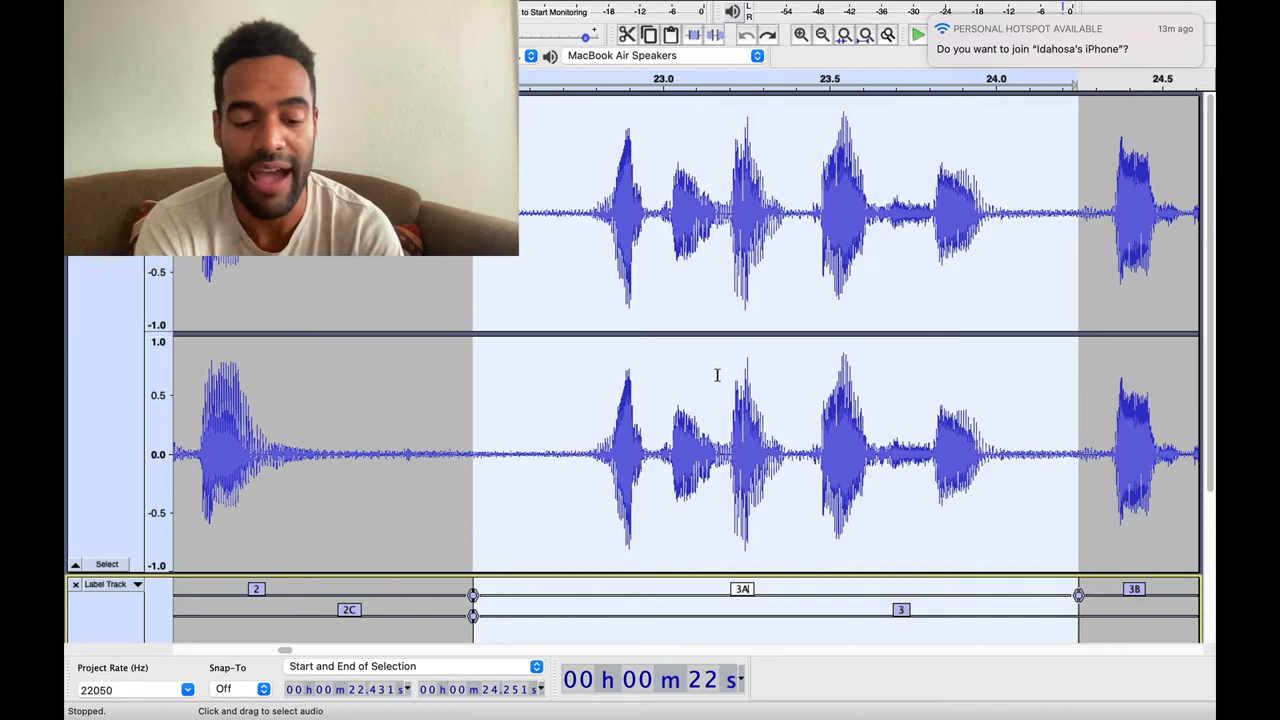 to Start Monitoring
-18 -12 -6 0
L
R
-54 -48 -42 -36 -30 -24 -18 -12 -6 0
PERSONAL HOTSPOT AVAILABLE 13m ago
Do you want to join “Idahosa’s iPhone”?
- +
MacBook Air Speakers
23.0 23.5 24.0 24.5
-0.5
-1.0
1.0
0.5
0.0
-0.5
-1.0
Select
Label Track
2 3A 3B
2C 3
Project Rate (Hz) Snap-To Start and End of Selection
22050 Off 00 h 00 m 22.431 s 00 h 00 m 24.251 s
00 h 00 m 22 s
Stopped. Click and drag to select audio